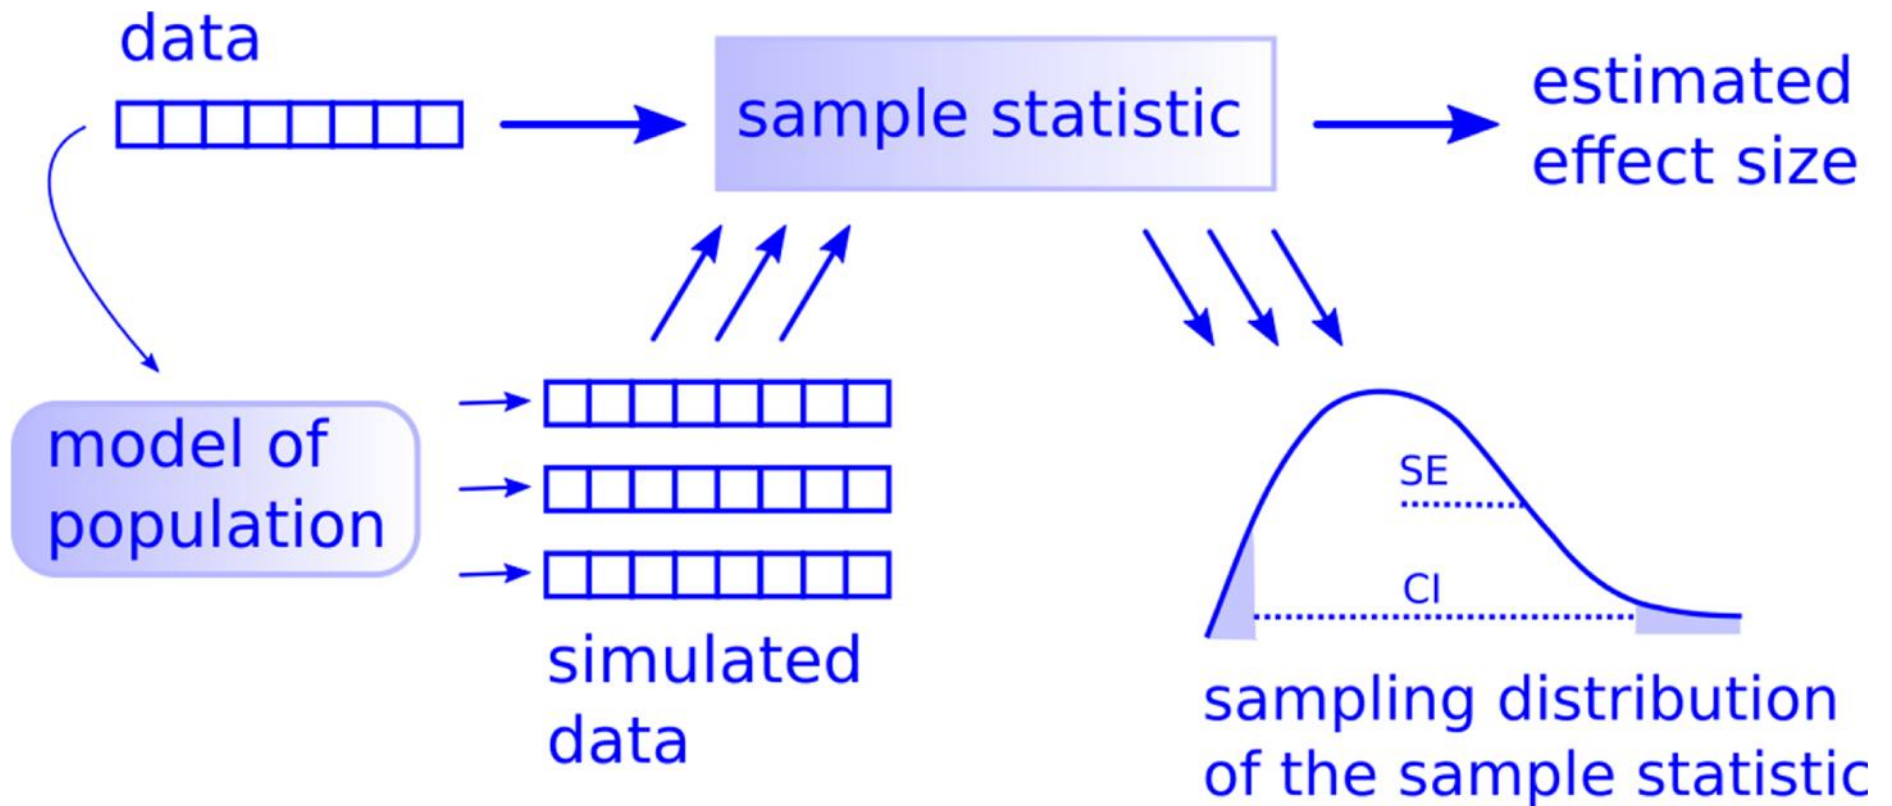 data
sample statistic
estimated
effect size
model of
population
simulated
data
SE
CI
sampling distribution
of the sample statistic